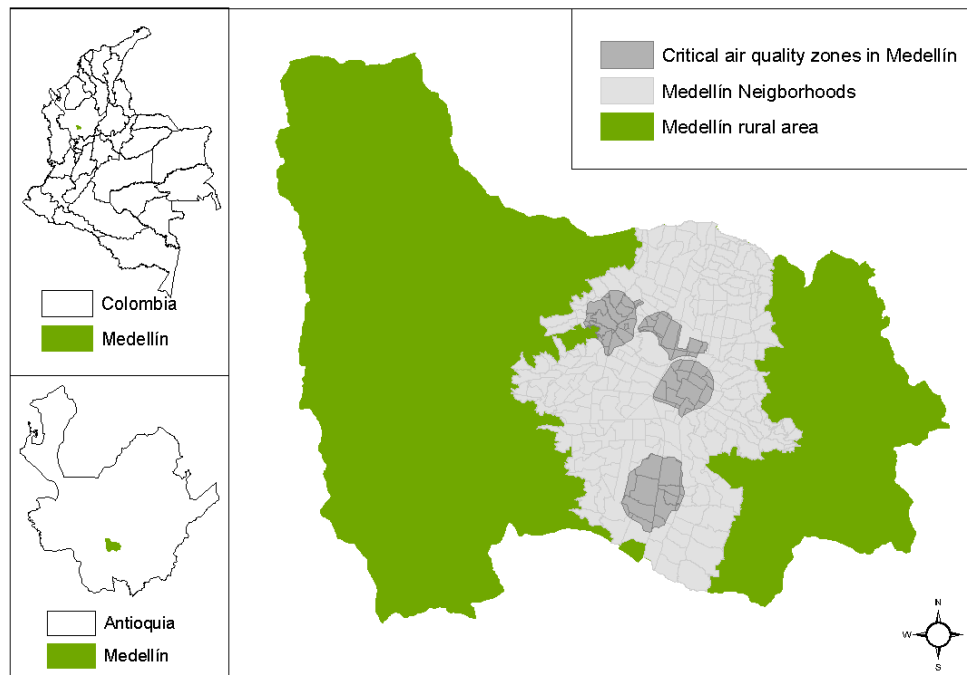 Critical air quality zones in Medellín
Medellín Neigborhoods
Medellín rural area
Colombia
Medellín
Antioquia
Medellín
N
W
S